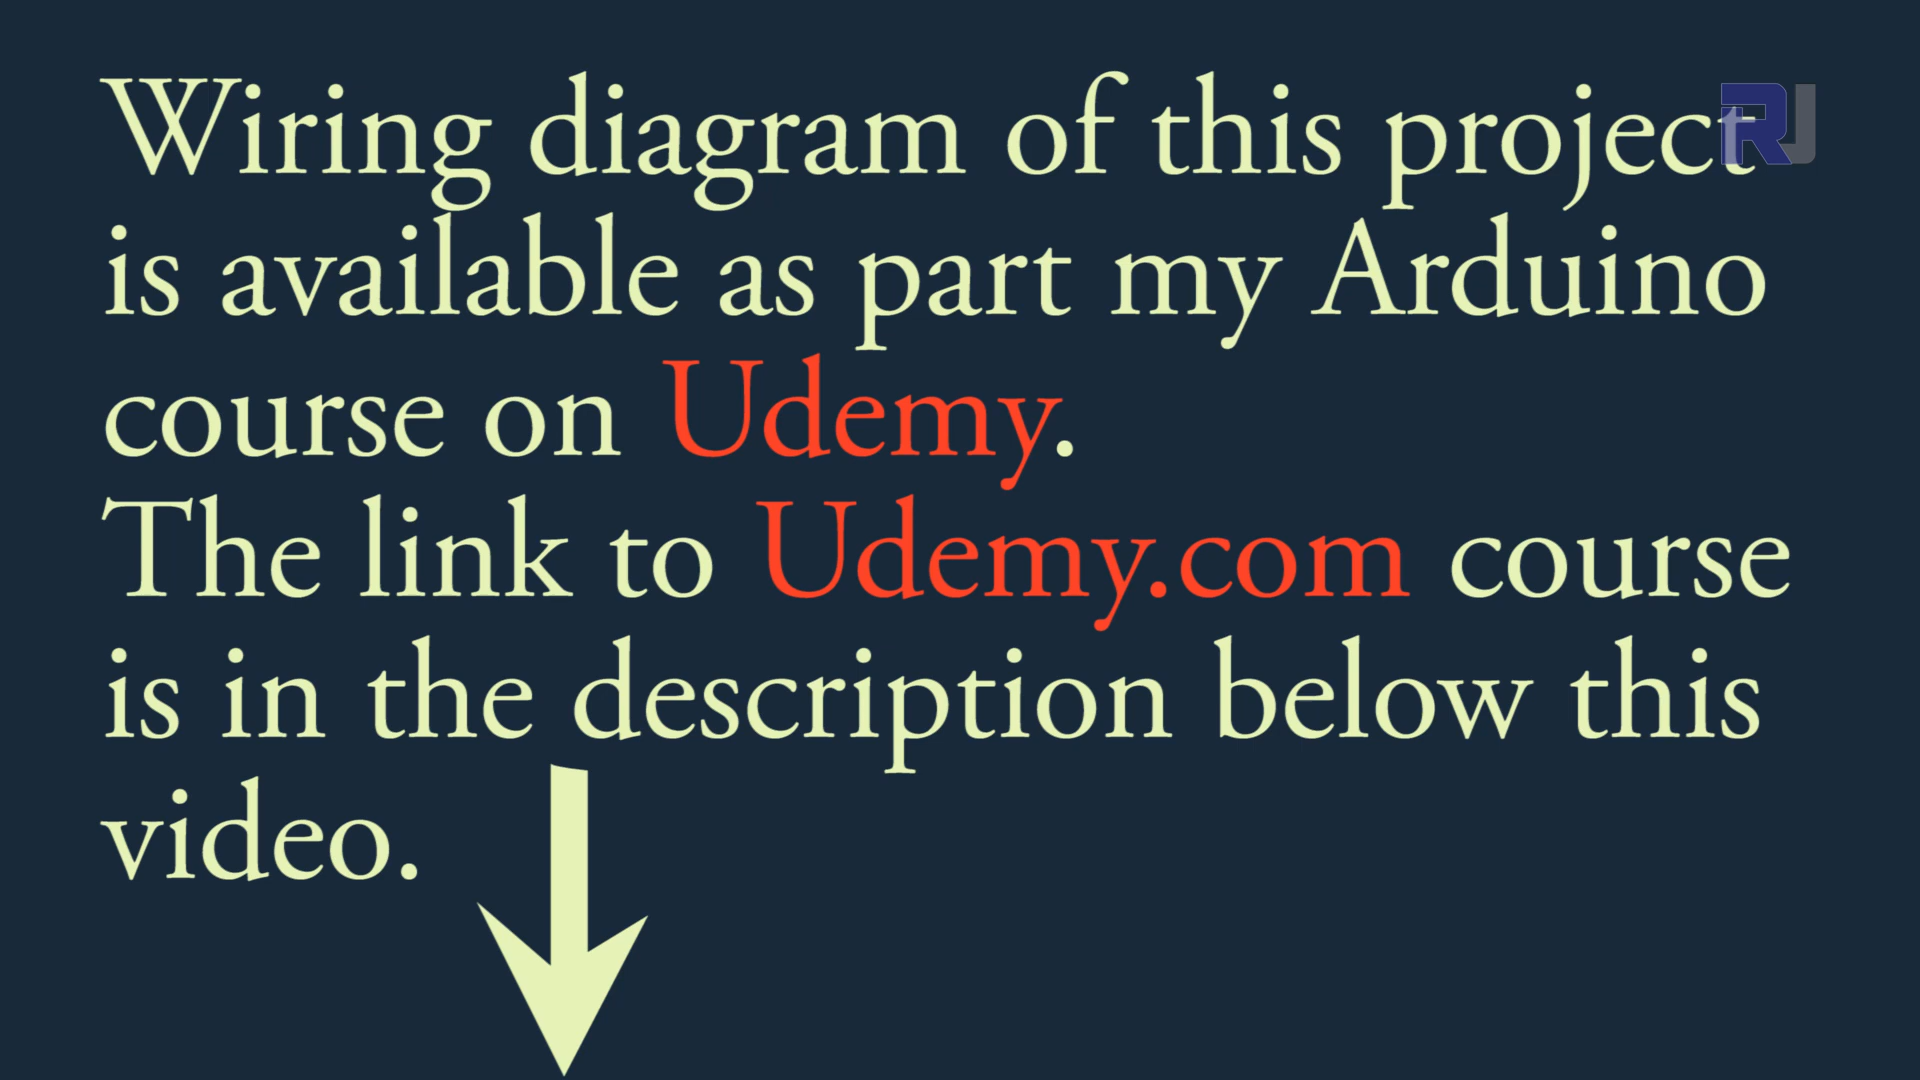 Wiring diagram of this project
RJ
is available as part my Arduino
course on Udemy.
The link to Udemy.com course
is in the description below this
video.